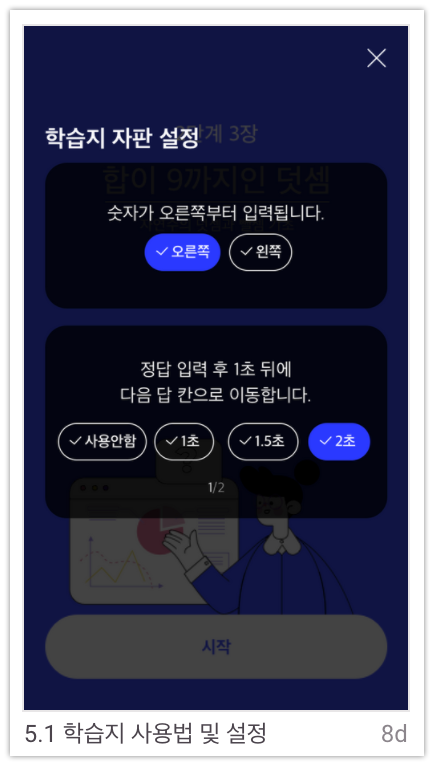 단계 3장
학습지 자판 설정
합이 9까지인 덧셈
숫자가 오른쪽부터 입력됩니다.
오른쪽 왼쪽
정답 입력 후 1초 뒤에
다음 답 칸으로 이동합니다.
사용안함 1초 1.5초 2초
1/2
시작
5.1 학습지 사용법 및 설정 8d